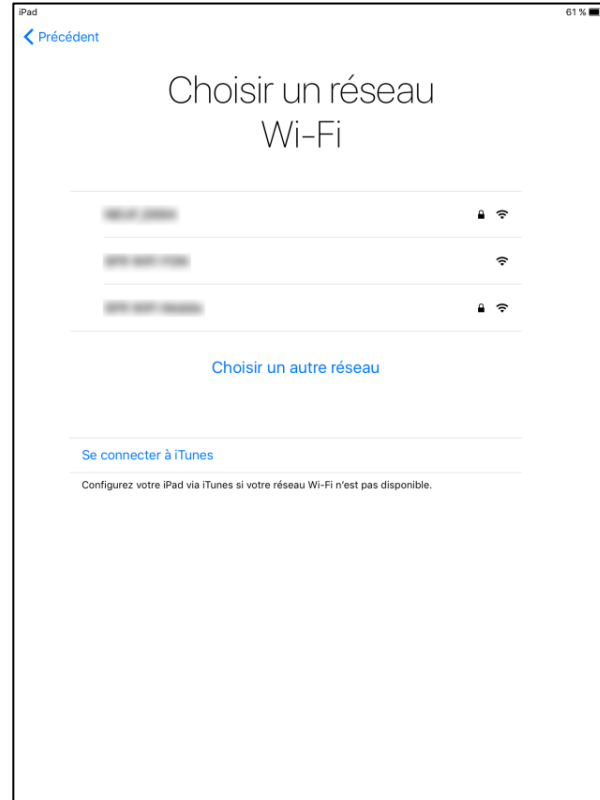 iPad
61 %
Précédent
Choisir un réseau
Wi-Fi
Choisir un autre réseau
Se connecter à iTunes
Configurez votre iPad via iTunes si votre réseau Wi-Fi n'est pas disponible.